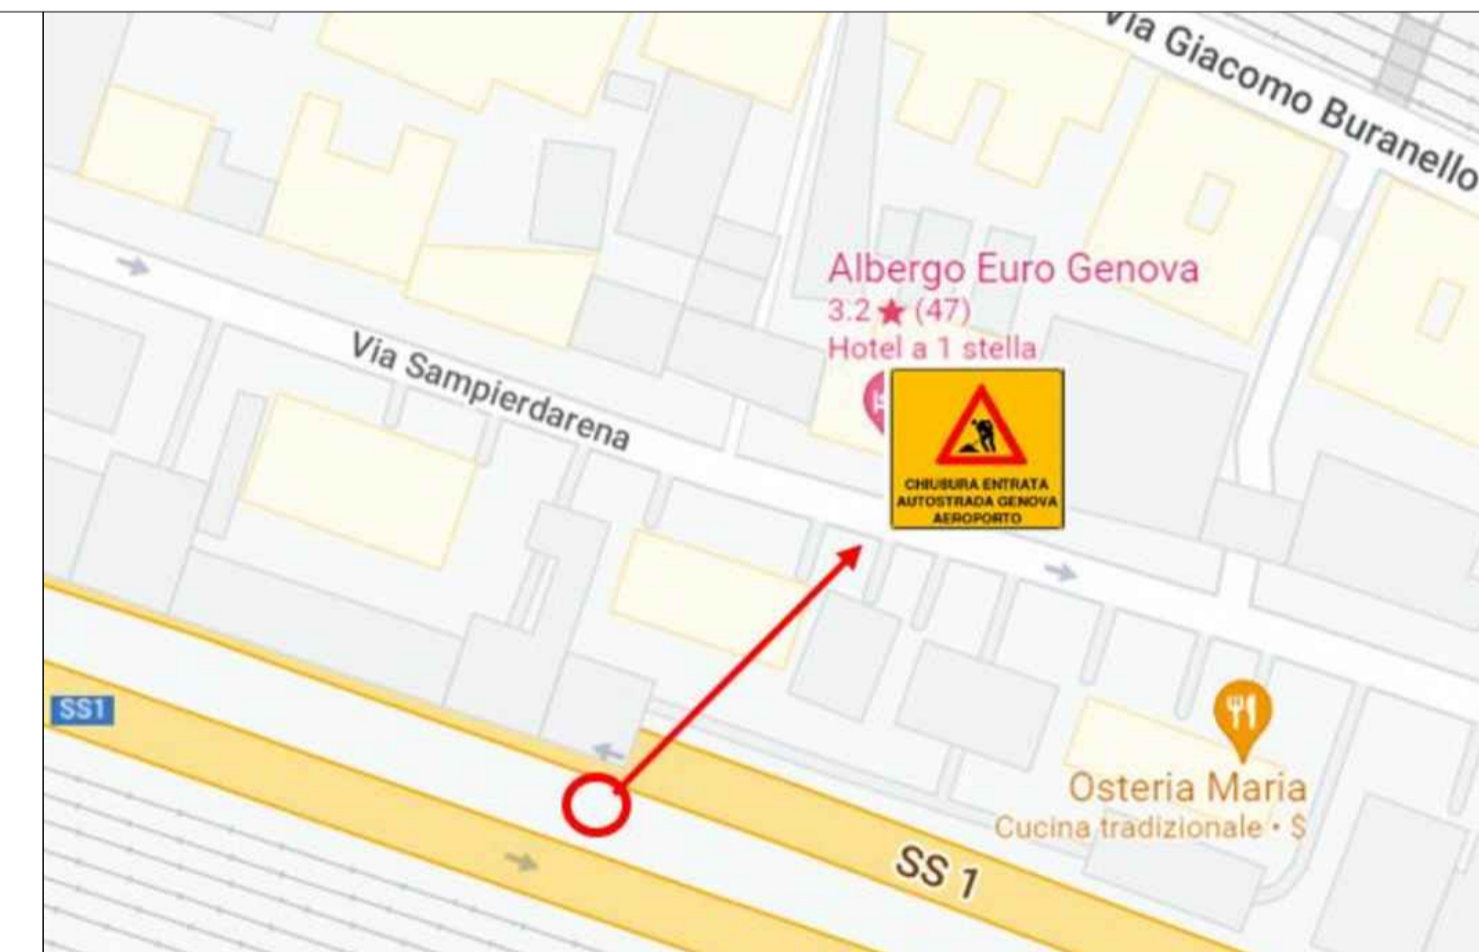 Via Giacomo Buranello
Albergo Euro Genova
3.2 ★ (47)
Hotel a 1 stella
Via Sampierdarena
CHIUSURA ENTRATA
AUTOSTRADA GENOVA
AEROPORTO
SS1
Osteria Maria
Cucina tradizionale • $
SS 1